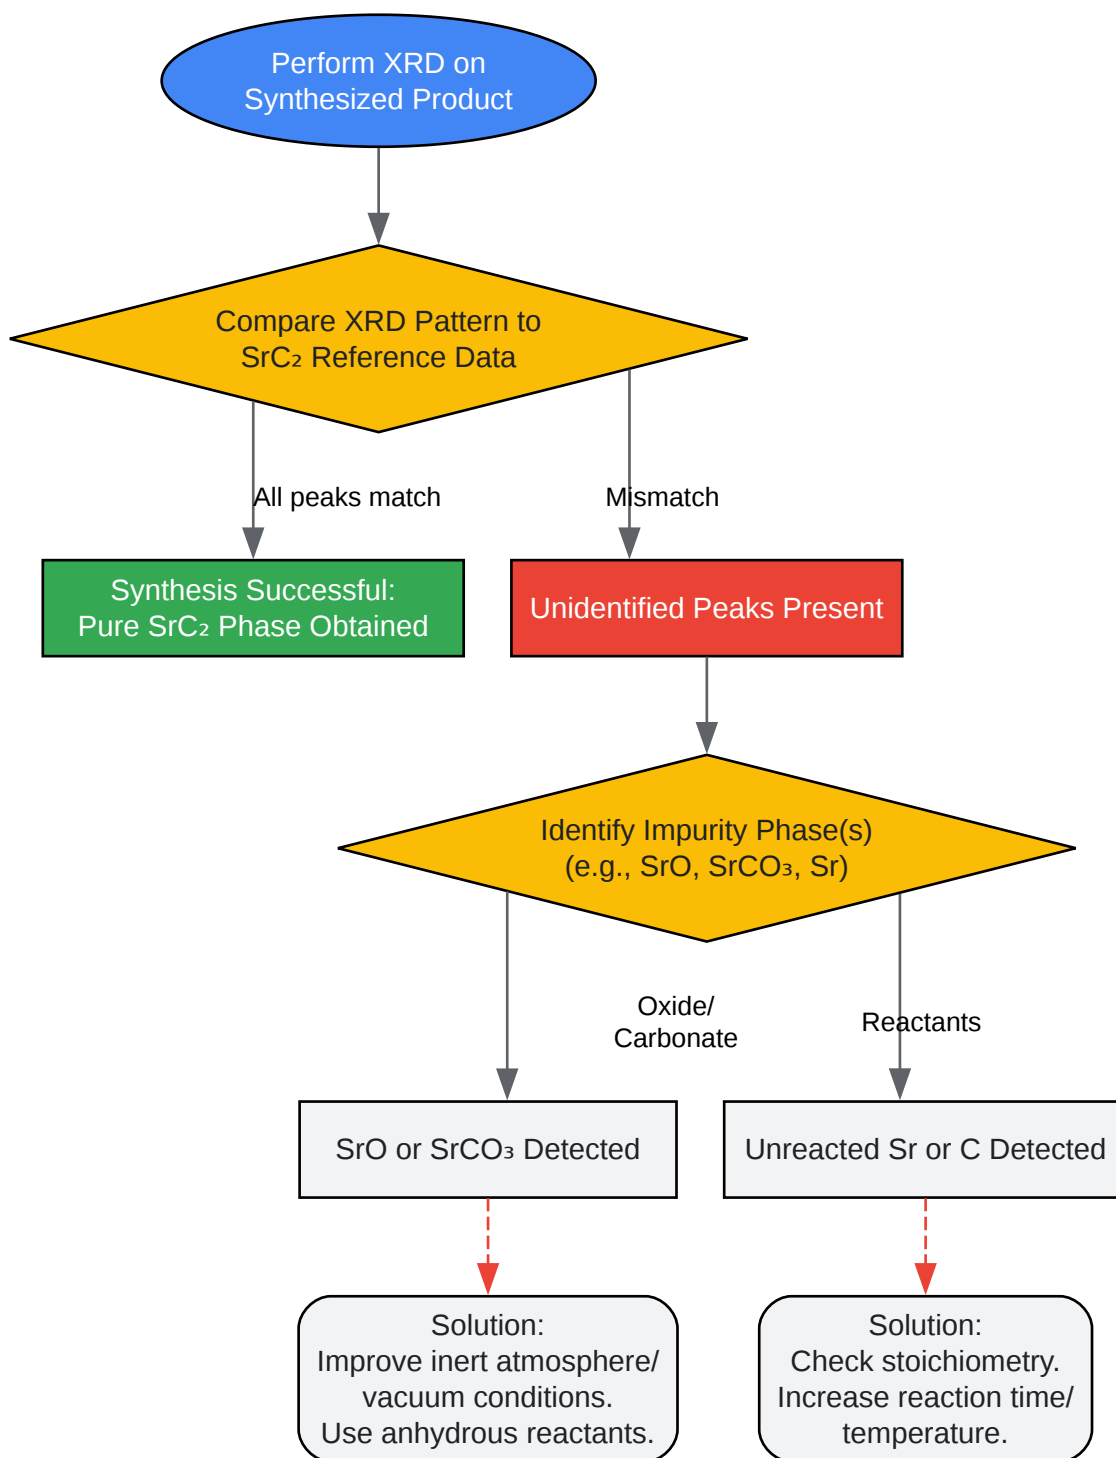 Perform XRD on
Synthesized Product
Compare XRD Pattern to
SrC₂ Reference Data
All peaks match
Mismatch
Synthesis Successful:
Pure SrC₂ Phase Obtained
Unidentified Peaks Present
Identify Impurity Phase(s)
(e.g., SrO, SrCO₃, Sr)
Oxide/
Carbonate
Reactants
SrO or SrCO₃ Detected
Unreacted Sr or C Detected
Solution:
Improve inert atmosphere/
vacuum conditions.
Use anhydrous reactants.
Solution:
Check stoichiometry.
Increase reaction time/
temperature.